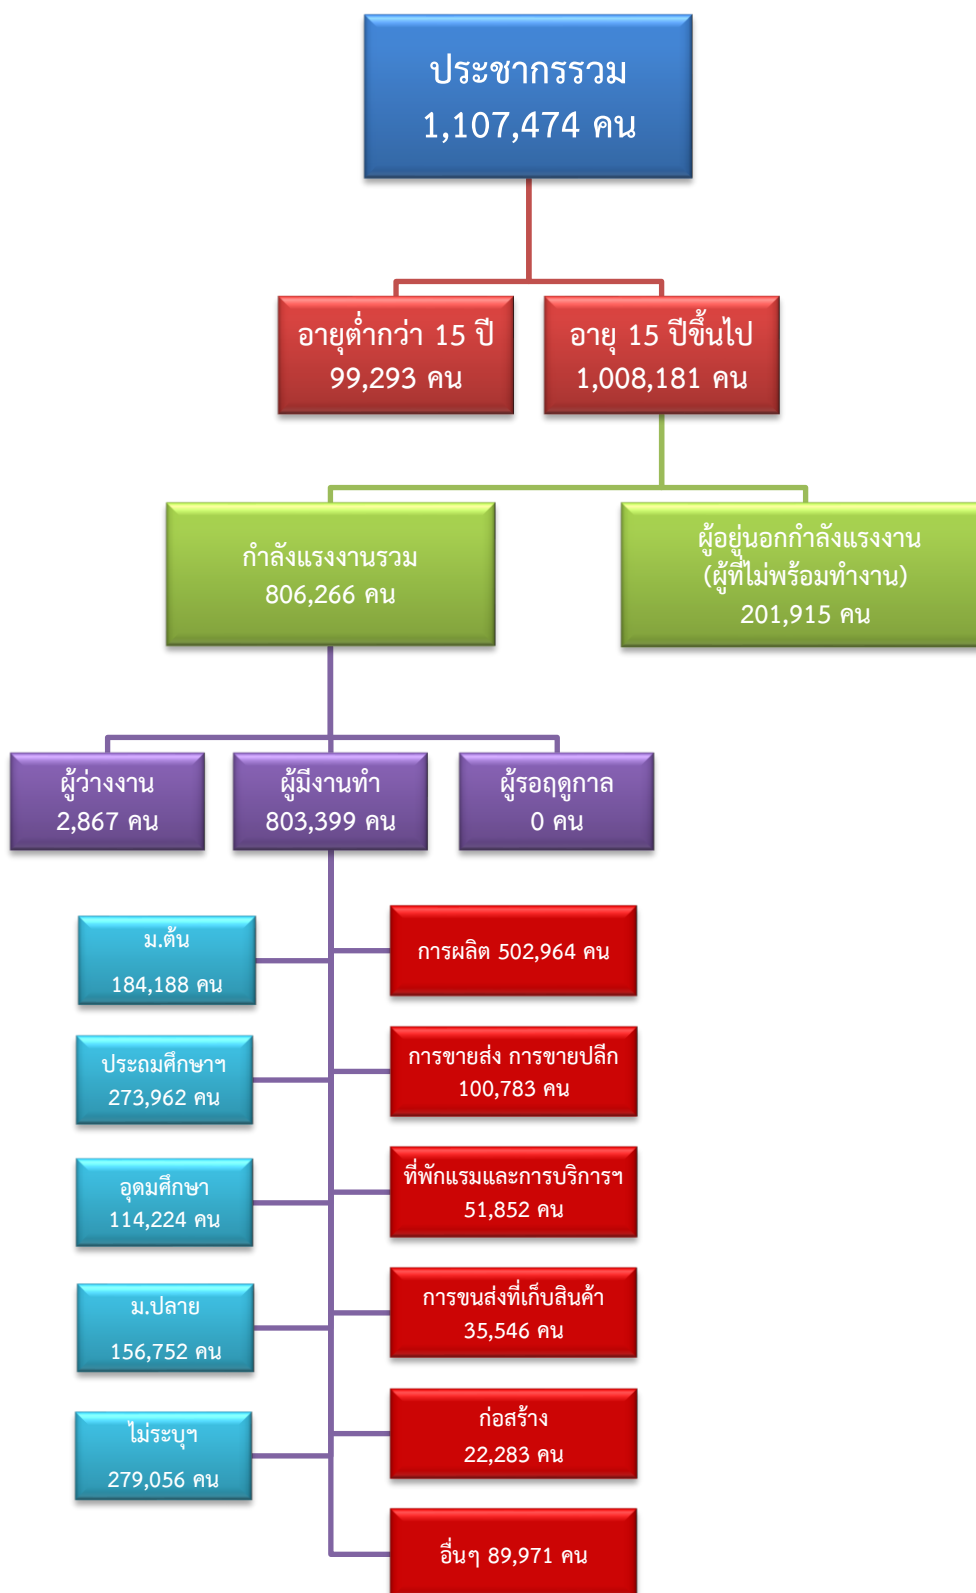 ประชากรรวม
1,107,474 คน
อายุต่ำกว่า 15 ปี
99,293 คน
อายุ 15 ปีขึ้นไป
1,008,181 คน
กำลังแรงงานรวม
806,266 คน
ผู้อยู่นอกกำลังแรงงาน
(ผู้ที่ไม่พร้อมทำงาน)
201,915 คน
ผู้ว่างงาน
2,867 คน
ผู้มีงานทำ
803,399 คน
ผู้รอฤดูกาล
0 คน
ม.ต้น
184,188 คน
ประถมศึกษาฯ
273,962 คน
อุดมศึกษา
114,224 คน
ม.ปลาย
156,752 คน
ไม่ระบุฯ
279,056 คน
การผลิต 502,964 คน
การขายส่ง การขายปลีก
100,783 คน
ที่พักแรมและการบริการฯ
51,852 คน
การขนส่งที่เก็บสินค้า
35,546 คน
ก่อสร้าง
22,283 คน
อื่นๆ 89,971 คน